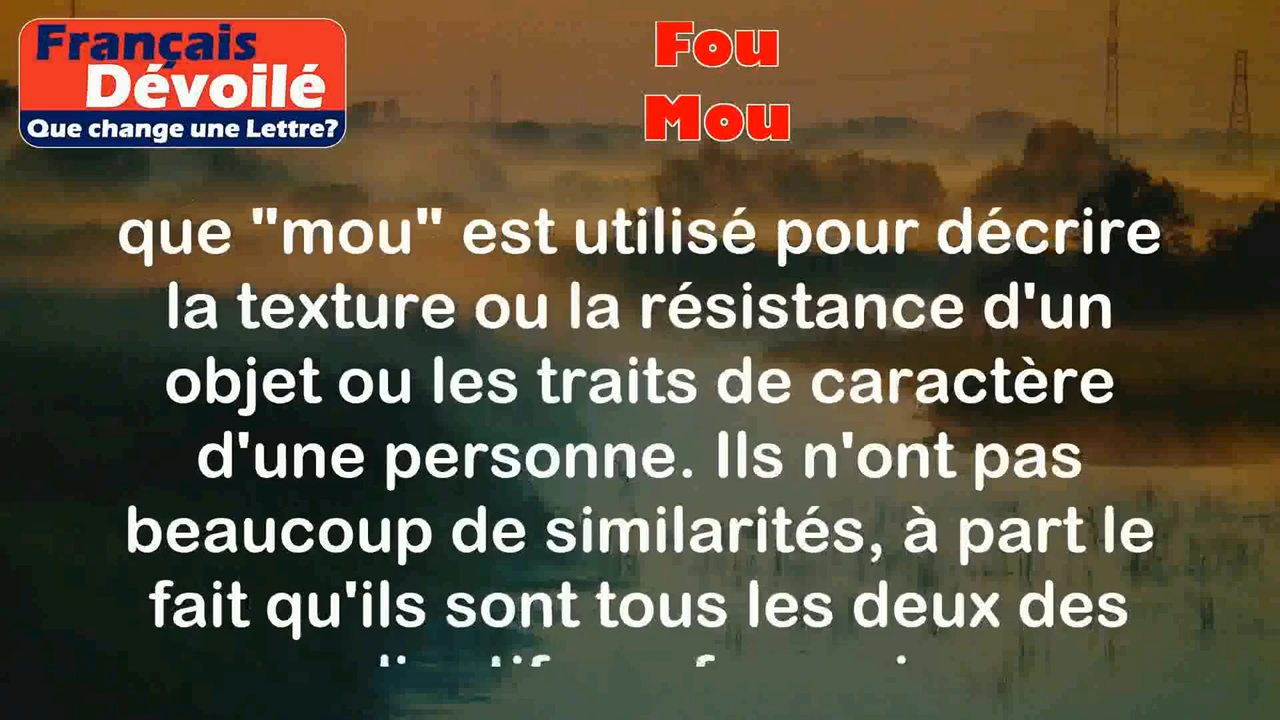 Français
Dévoilé
Que change une Lettre?
Fou
Mou
que "mou" est utilisé pour décrire
la texture ou la résistance d'un
objet ou les traits de caractère
d'une personne. Ils n'ont pas
beaucoup de similarités, à part le
fait qu'ils sont tous les deux des